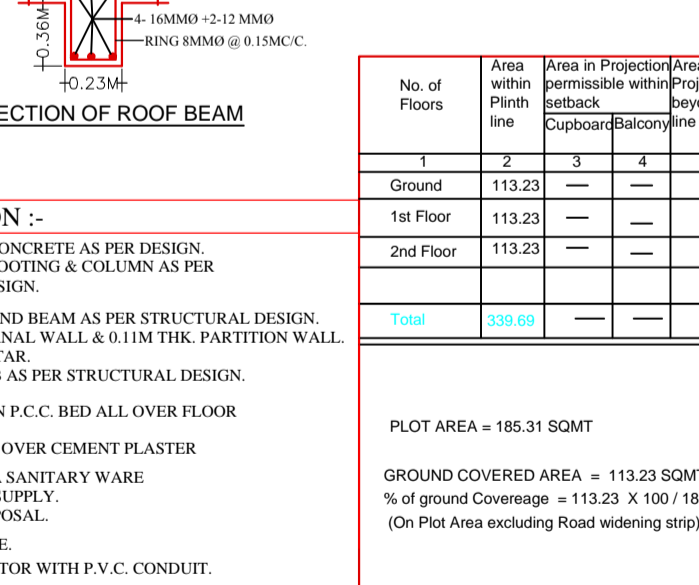 4- 16MMØ +2-12 MMØ
RING 8MMØ @ 0.15MC/C.
0.36M
0.23M
ECTION OF ROOF BEAM
ON :-
ONCRETE AS PER DESIGN.
OOTING & COLUMN AS PER
SIGN.
ND BEAM AS PER STRUCTURAL DESIGN.
NAL WALL & 0.11M THK. PARTITION WALL.
TAR.
AS PER STRUCTURAL DESIGN.
N P.C.C. BED ALL OVER FLOOR
OVER CEMENT PLASTER
SANITARY WARE
SUPPLY.
POSAL.
E.
TOR WITH P.V.C. CONDUIT.
No. of Floors
Area within Plinth line
Area in Projection permissible within setback
Cupboard Balcony
Area Proj beyo line
1 2 3 4
Ground 113.23 — —
1st Floor 113.23 — —
2nd Floor 113.23 — —
Total 339.69 — —
PLOT AREA = 185.31 SQMT
GROUND COVERED AREA = 113.23 SQMT
% of ground Covereage = 113.23 X 100 / 18
(On Plot Area excluding Road widening strip)